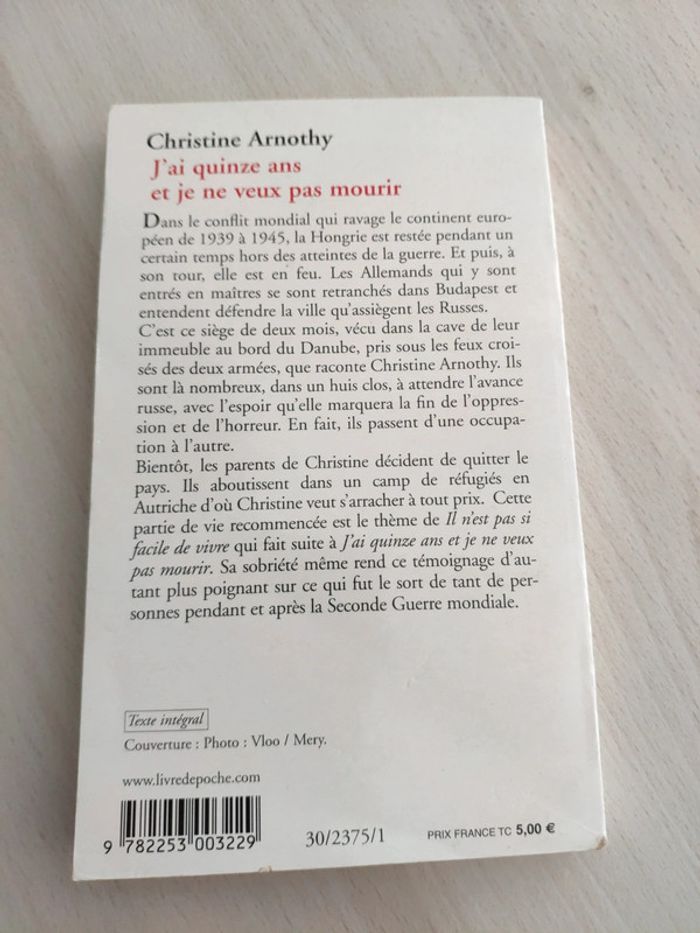 Christine Arnothy
J'ai quinze ans
et je ne veux pas mourir
Dans le conflit mondial qui ravage le continent euro-
péen de 1939 à 1945, la Hongrie est restée pendant un
certain temps hors des atteintes de la guerre. Et puis, à
son tour, elle est en feu. Les Allemands qui y sont
entrés en maîtres se sont retranchés dans Budapest et
entendent défendre la ville qu'assiègent les Russes.
C'est ce siège de deux mois, vécu dans la cave de leur
immeuble au bord du Danube, pris sous les feux croi-
sés des deux armées, que raconte Christine Arnothy. Ils
sont là nombreux, dans un huis clos, à attendre l'avance
russe, avec l'espoir qu'elle marquera la fin de l'oppres-
sion et de l'horreur. En fait, ils passent d'une occupa-
tion à l'autre.
Bientôt, les parents de Christine décident de quitter le
pays. Ils aboutissent dans un camp de réfugiés en
Autriche d'où Christine veut s'arracher à tout prix. Cette
partie de vie recommencée est le thème de Il n'est pas si
facile de vivre qui fait suite à J'ai quinze ans et je ne veux
pas mourir. Sa sobriété même rend ce témoignage d'au-
tant plus poignant sur ce qui fut le sort de tant de per-
sonnes pendant et après la Seconde Guerre mondiale.
Texte intégral
Couverture : Photo : Vloo / Mery.
www.livredepoche.com
9 782253 003229
30/2375/1
PRIX FRANCE TC 5,00 €